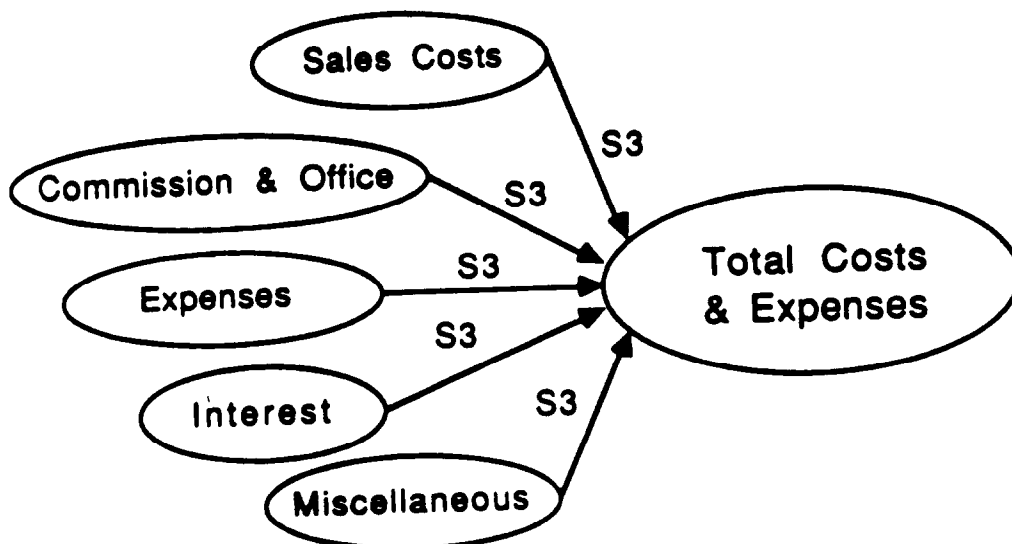 Sales Costs
S3
Commission & Office
S3
Total Costs
& Expenses
S3
Expenses
S3
Interest
S3
Miscellaneous